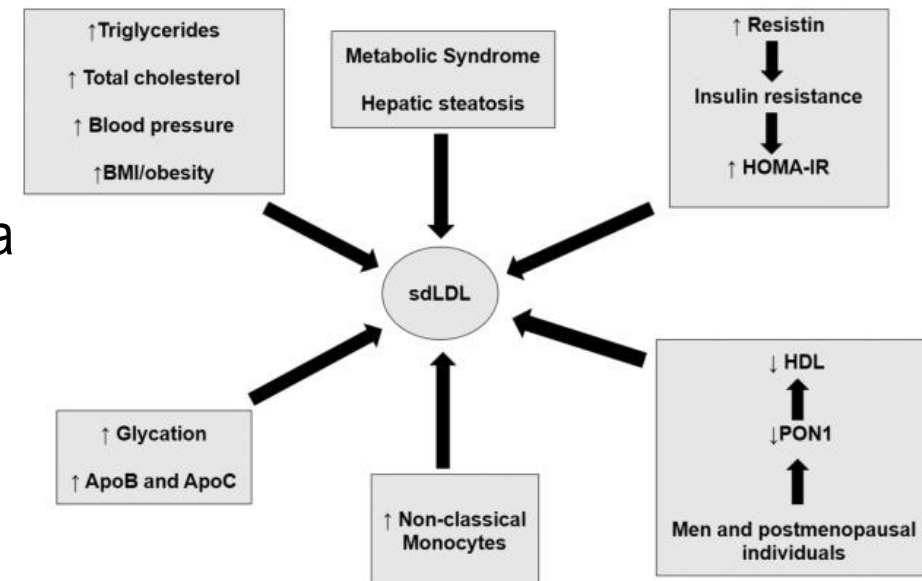 ↑Triglycerides
↑ Total cholesterol
↑ Blood pressure
↑BMI/obesity
Metabolic Syndrome
Hepatic steatosis
↑ Resistin
Insulin resistance
↑ HOMA-IR
a
sdLDL
↑ Glycation
↑ ApoB and ApoC
↑ Non-classical
Monocytes
↓ HDL
↓PON1
Men and postmenopausal
individuals